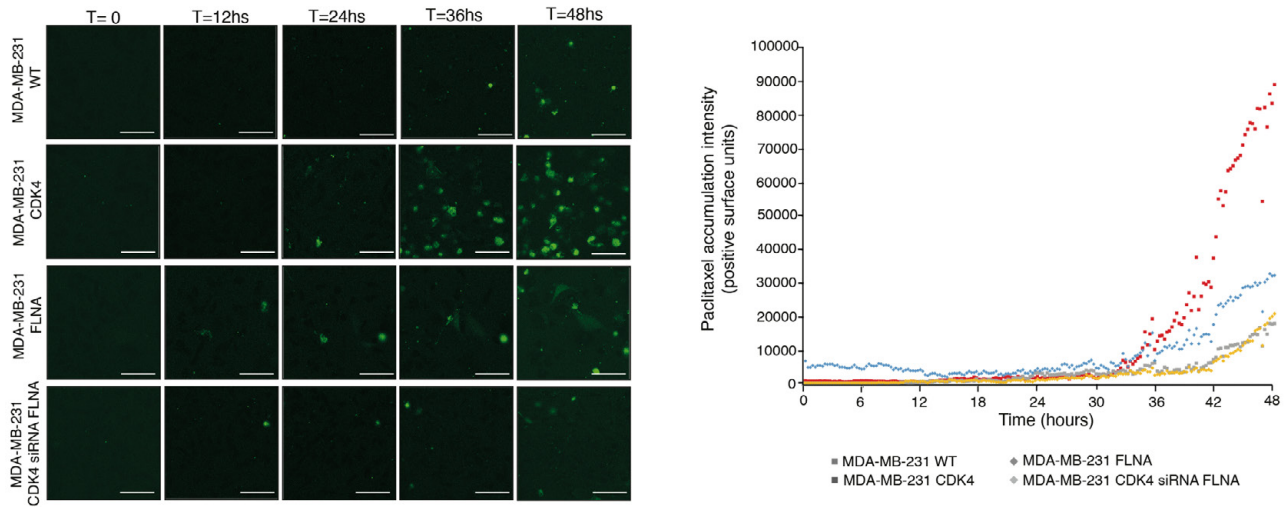 T= 0 T=12hs T=24hs T=36hs T=48hs
MDA-MB-231
WT
MDA-MB-231
CDK4
MDA-MB-231
FLNA
MDA-MB-231
CDK4 siRNA FLNA
Paclitaxel accumulation intensity
(positive surface units)
100000
90000
80000
70000
60000
50000
40000
30000
20000
10000
0
0 6 12 18 24 30 36 42 48
Time (hours)
MDA-MB-231 WT MDA-MB-231 FLNA
MDA-MB-231 CDK4 MDA-MB-231 CDK4 siRNA FLNA